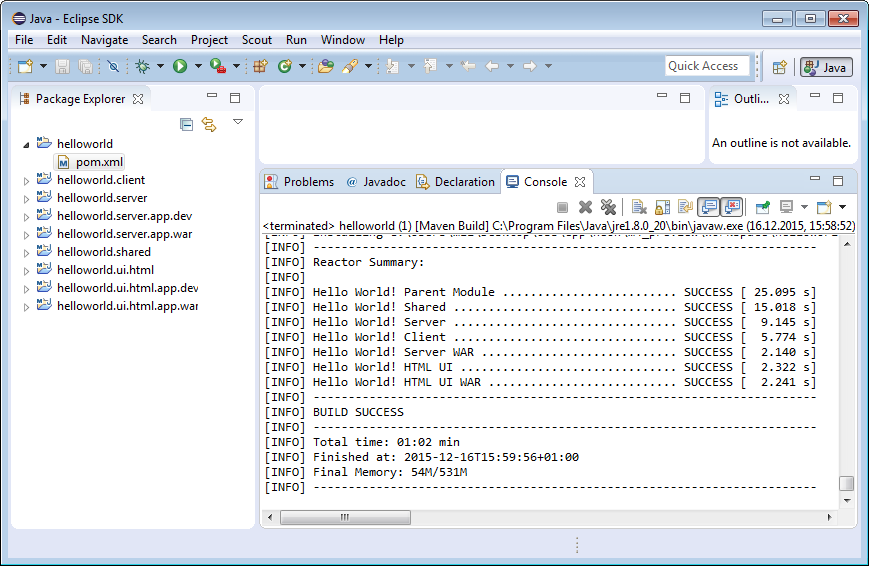 Java - Eclipse SDK
File Edit Navigate Search Project Scout Run Window Help
Quick Access
Java
Package Explorer
helloworld
pom.xml
helloworld.client
helloworld.server
helloworld.server.app.dev
helloworld.server.app.war
helloworld.shared
helloworld.ui.html
helloworld.ui.html.app.dev
helloworld.ui.html.app.war
Outli...
An outline is not available.
Problems Javadoc Declaration Console
<terminated> helloworld (1) [Maven Build] C:\Program Files\Java\jre1.8.0_20\bin\javaw.exe (16.12.2015, 15:58:52)
[INFO] ------------------------------------------------------------------------
[INFO] Reactor Summary:
[INFO]
[INFO] Hello World! Parent Module ......................... SUCCESS [ 25.095 s]
[INFO] Hello World! Shared ................................ SUCCESS [ 15.018 s]
[INFO] Hello World! Server ................................ SUCCESS [  9.145 s]
[INFO] Hello World! Client ................................ SUCCESS [  5.774 s]
[INFO] Hello World! Server WAR ............................ SUCCESS [  2.140 s]
[INFO] Hello World! HTML UI ............................... SUCCESS [  2.322 s]
[INFO] Hello World! HTML UI WAR ........................... SUCCESS [  2.241 s]
[INFO] ------------------------------------------------------------------------
[INFO] BUILD SUCCESS
[INFO] ------------------------------------------------------------------------
[INFO] Total time: 01:02 min
[INFO] Finished at: 2015-12-16T15:59:56+01:00
[INFO] Final Memory: 54M/531M
[INFO] ------------------------------------------------------------------------